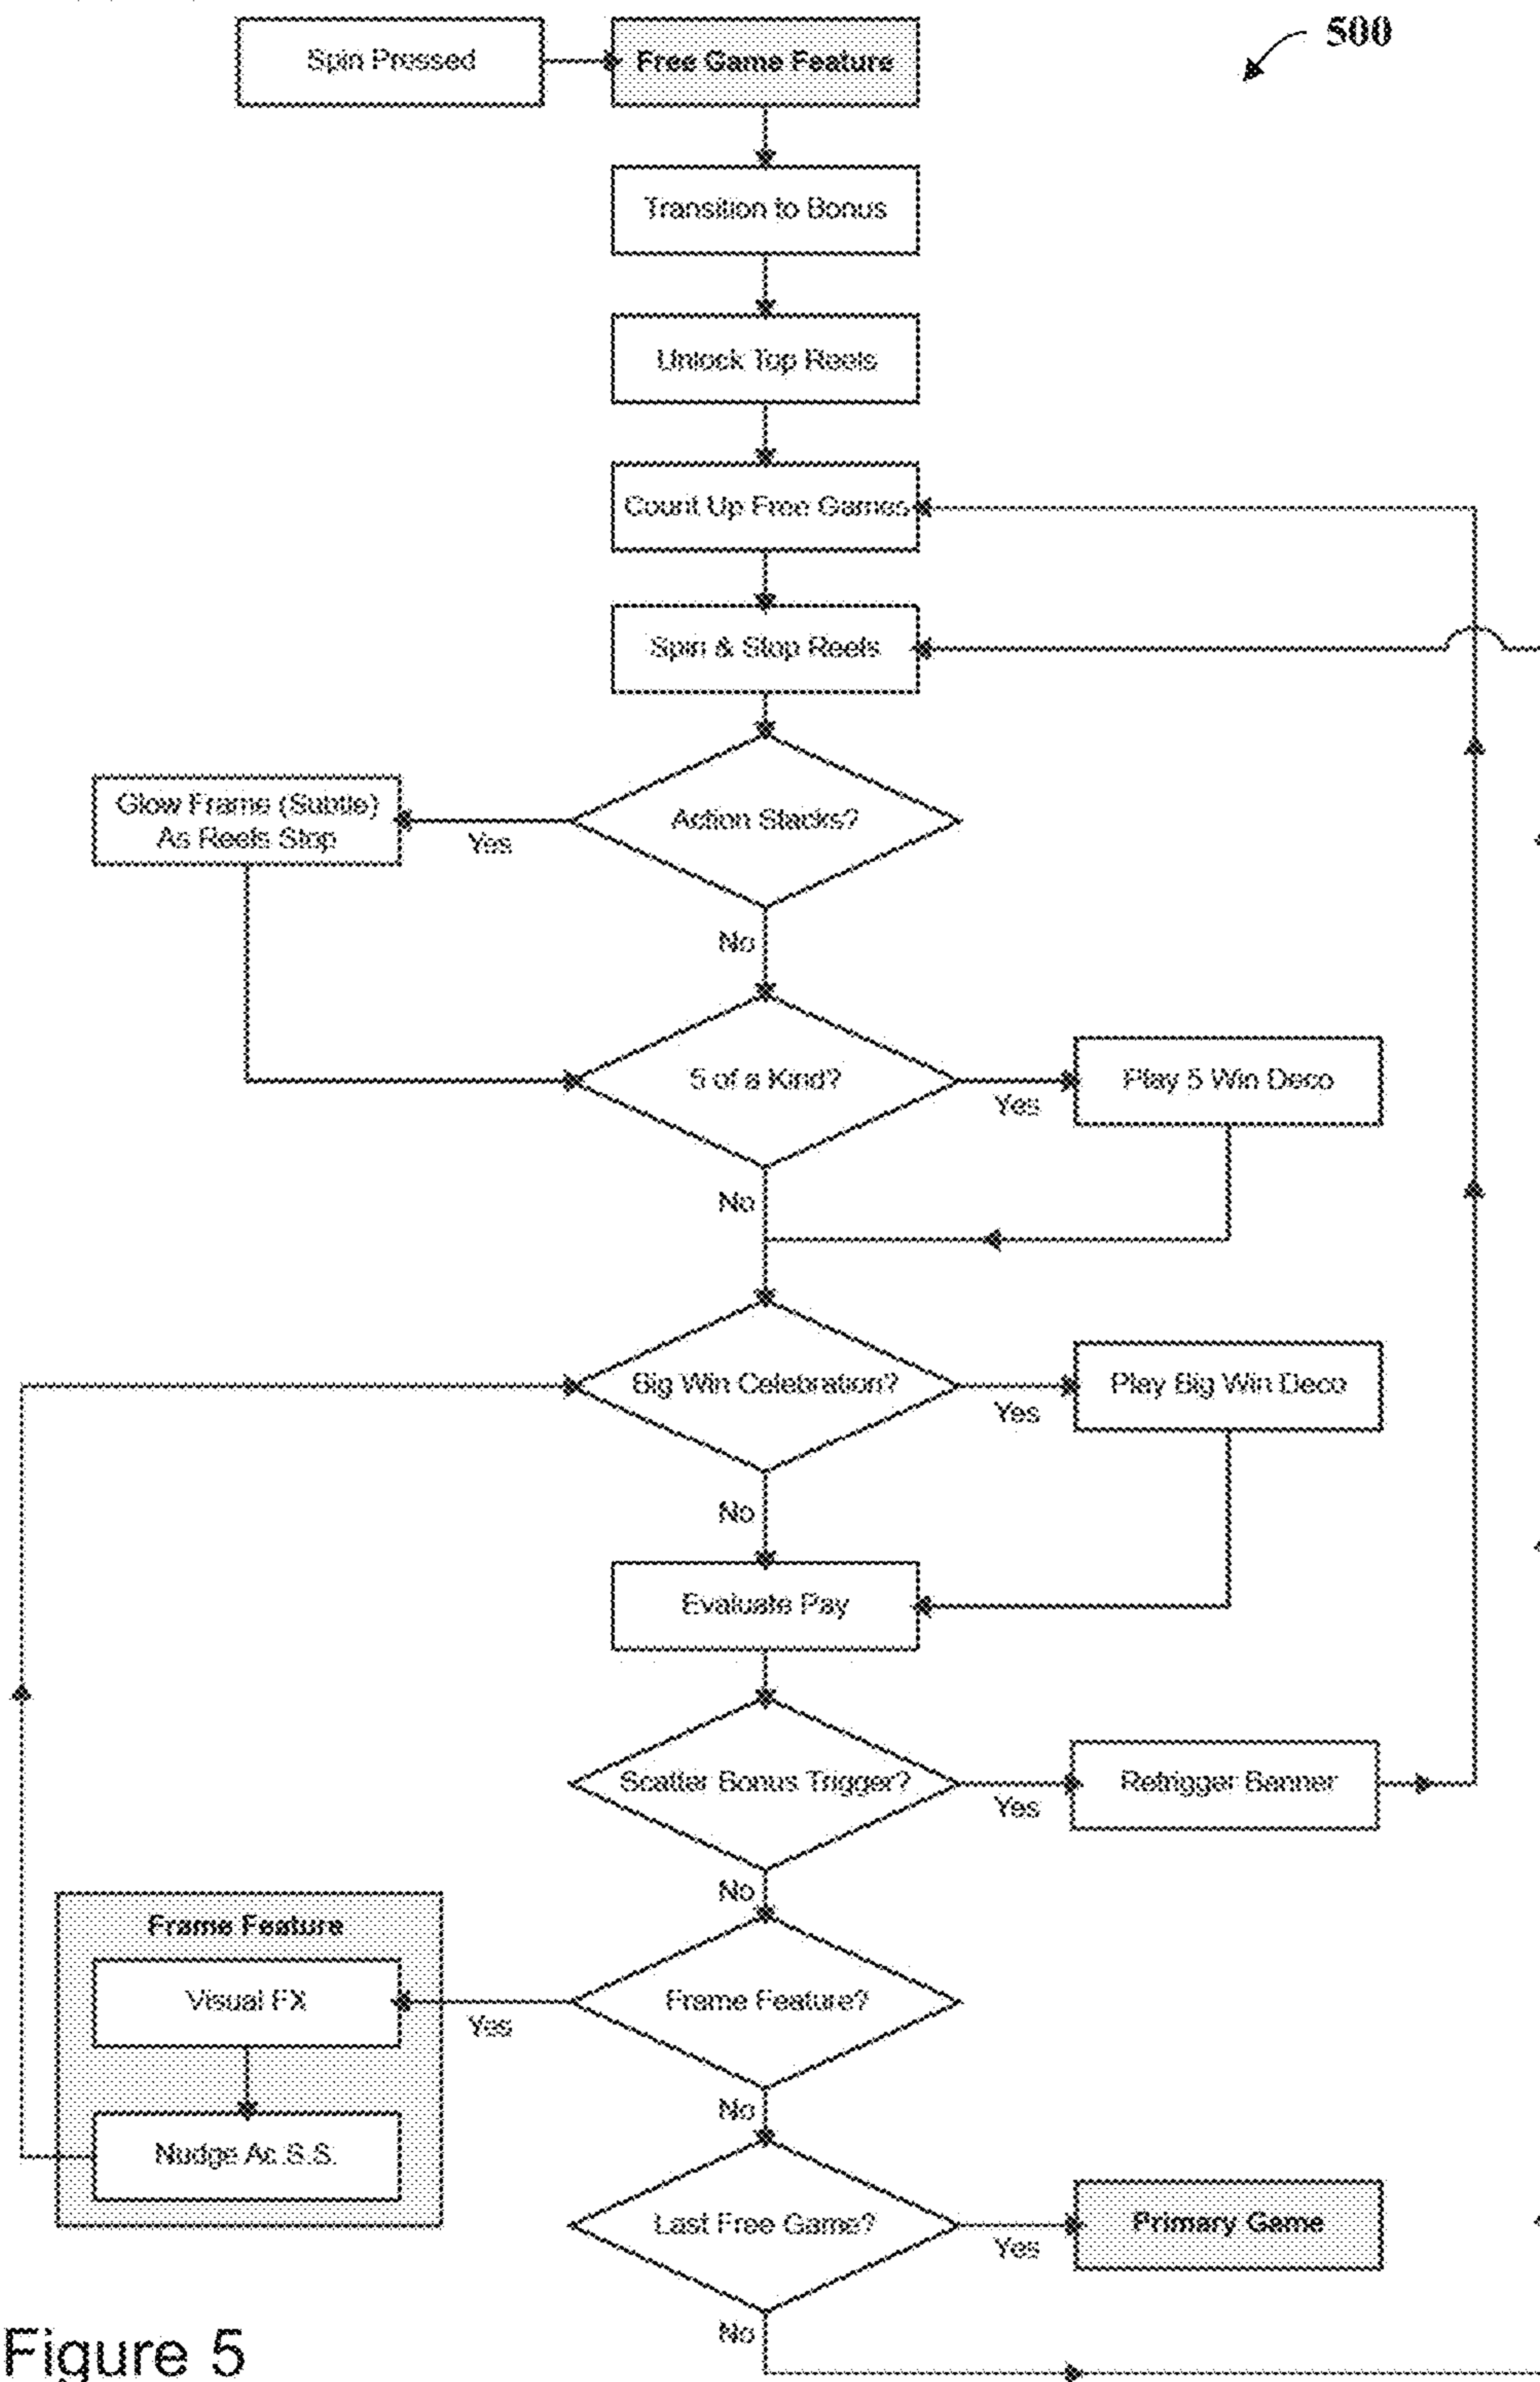 500
Spin Pressed
Free Game Feature
Transition to Bonus
Unlock Top Reels
Count Up Free Games
Spin & Stop Reels
Action Stacks?
Glow Frame (Subtle)
As Reels Stop
Yes
No
5 of a Kind?
Play 5 Win Deco
Yes
No
Big Win Celebration?
Play Big Win Deco
Yes
No
Evaluate Pay
Scatter Bonus Trigger?
Retrigger Banner
Yes
No
Frame Feature
Visual FX
Frame Feature?
Yes
No
Nudge Ac.S.S.
Last Free Game?
Primary Game
Yes
No
Figure 5